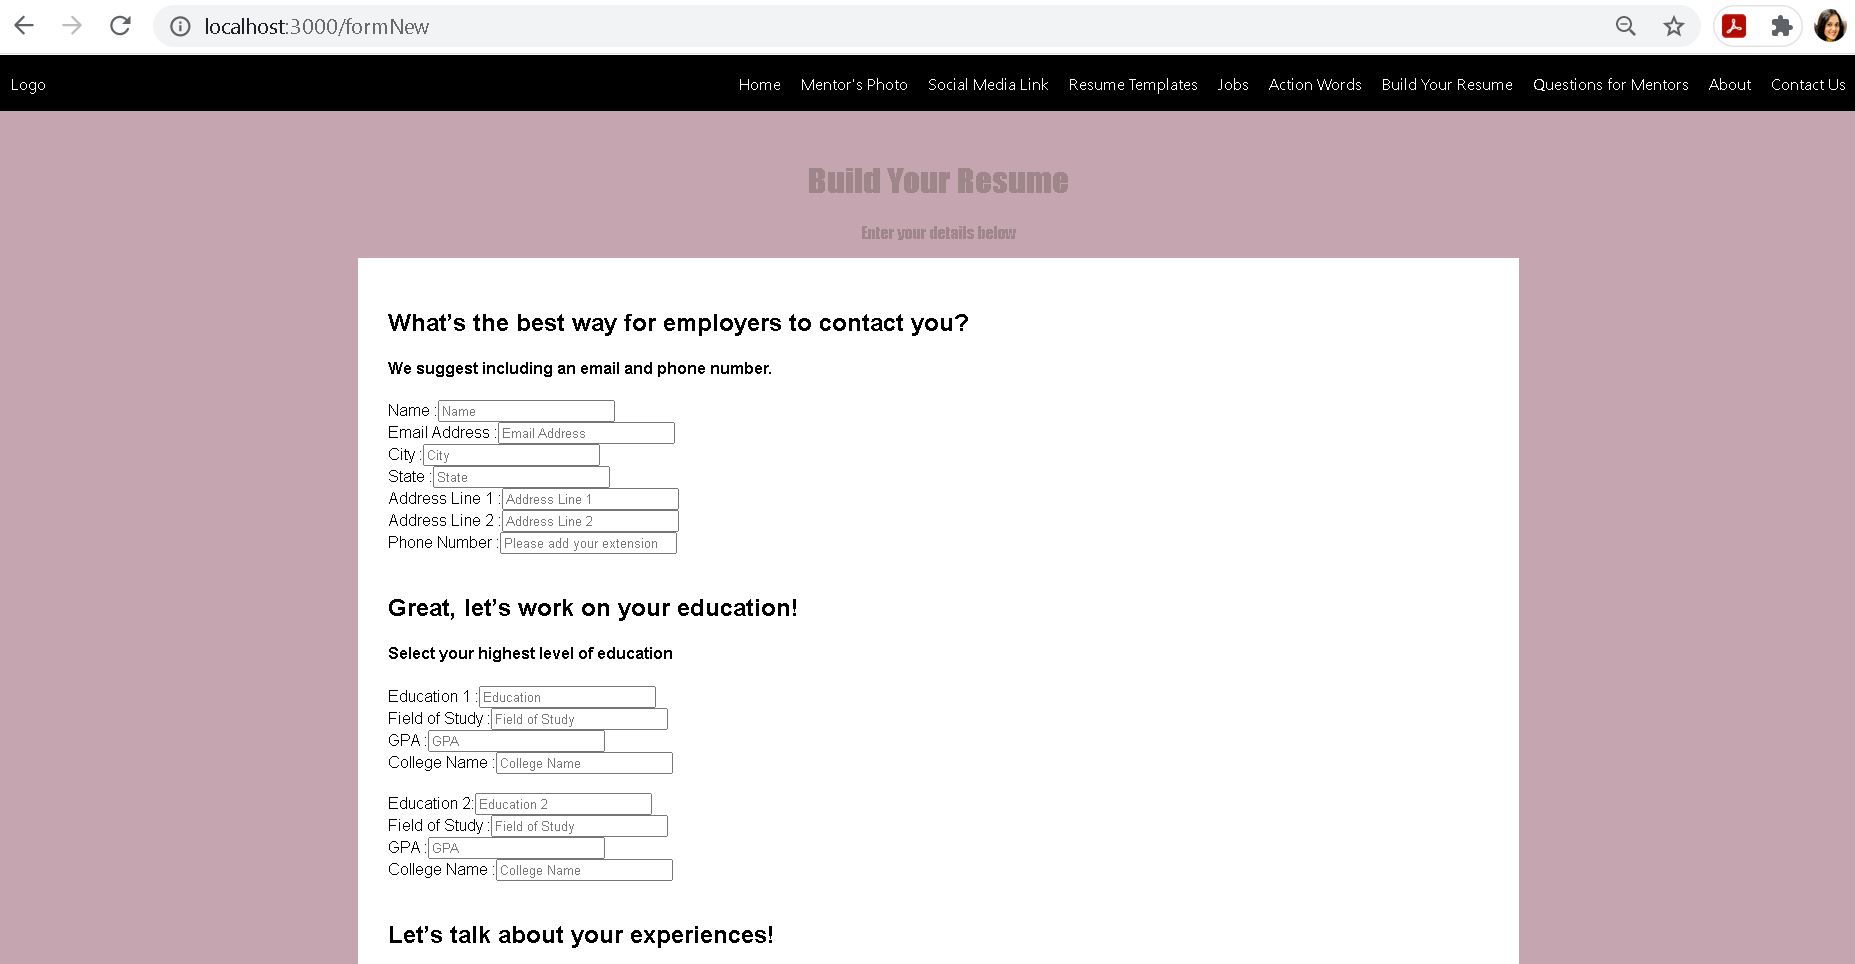 localhost:3000/formNew
Logo Home Mentor's Photo Social Media Link Resume Templates Jobs Action Words Build Your Resume Questions for Mentors About Contact Us
Build Your Resume
Enter your details below
What’s the best way for employers to contact you?
We suggest including an email and phone number.
Name : Name
Email Address : Email Address
City : City
State : State
Address Line 1 : Address Line 1
Address Line 2 : Address Line 2
Phone Number : Please add your extension
Great, let’s work on your education!
Select your highest level of education
Education 1 : Education
Field of Study : Field of Study
GPA : GPA
College Name : College Name
Education 2: Education 2
Field of Study : Field of Study
GPA : GPA
College Name : College Name
Let’s talk about your experiences!